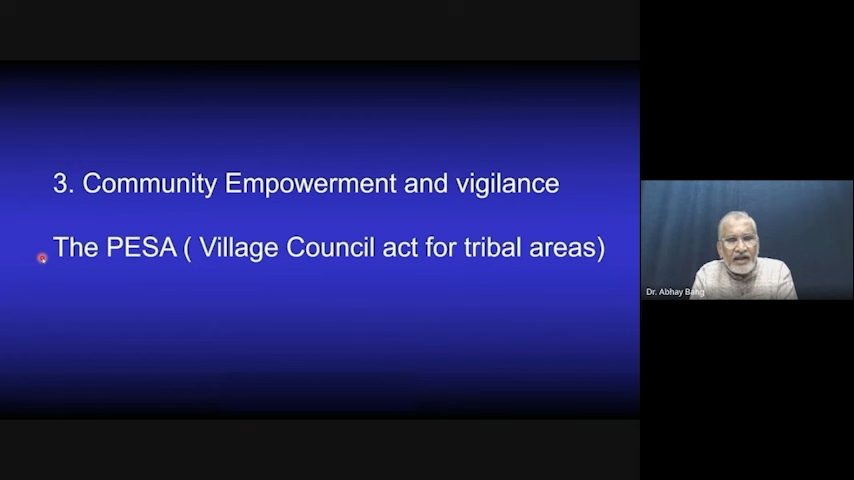 3. Community Empowerment and vigilance
The PESA ( Village Council act for tribal areas)
Dr. Abhay Bang